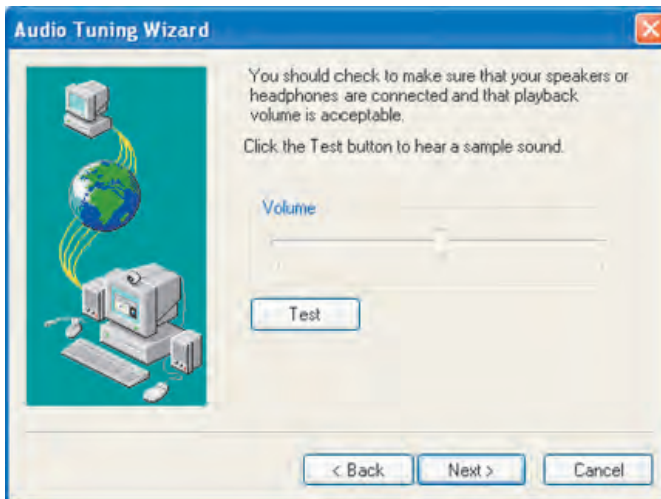 Audio Tuning Wizard
You should check to make sure that your speakers or
headphones are connected and that playback
volume is acceptable.
Click the Test button to hear a sample sound.
Volume
Test
< Back
Next >
Cancel